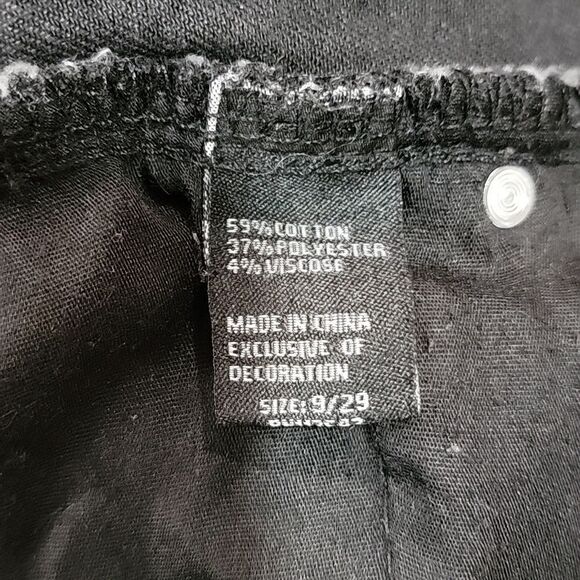 59% COTTON
37% POLYESTER
4% VISCOSE
MADE IN CHINA
EXCLUSIVE OF
DECORATION
SIZE: 9/29